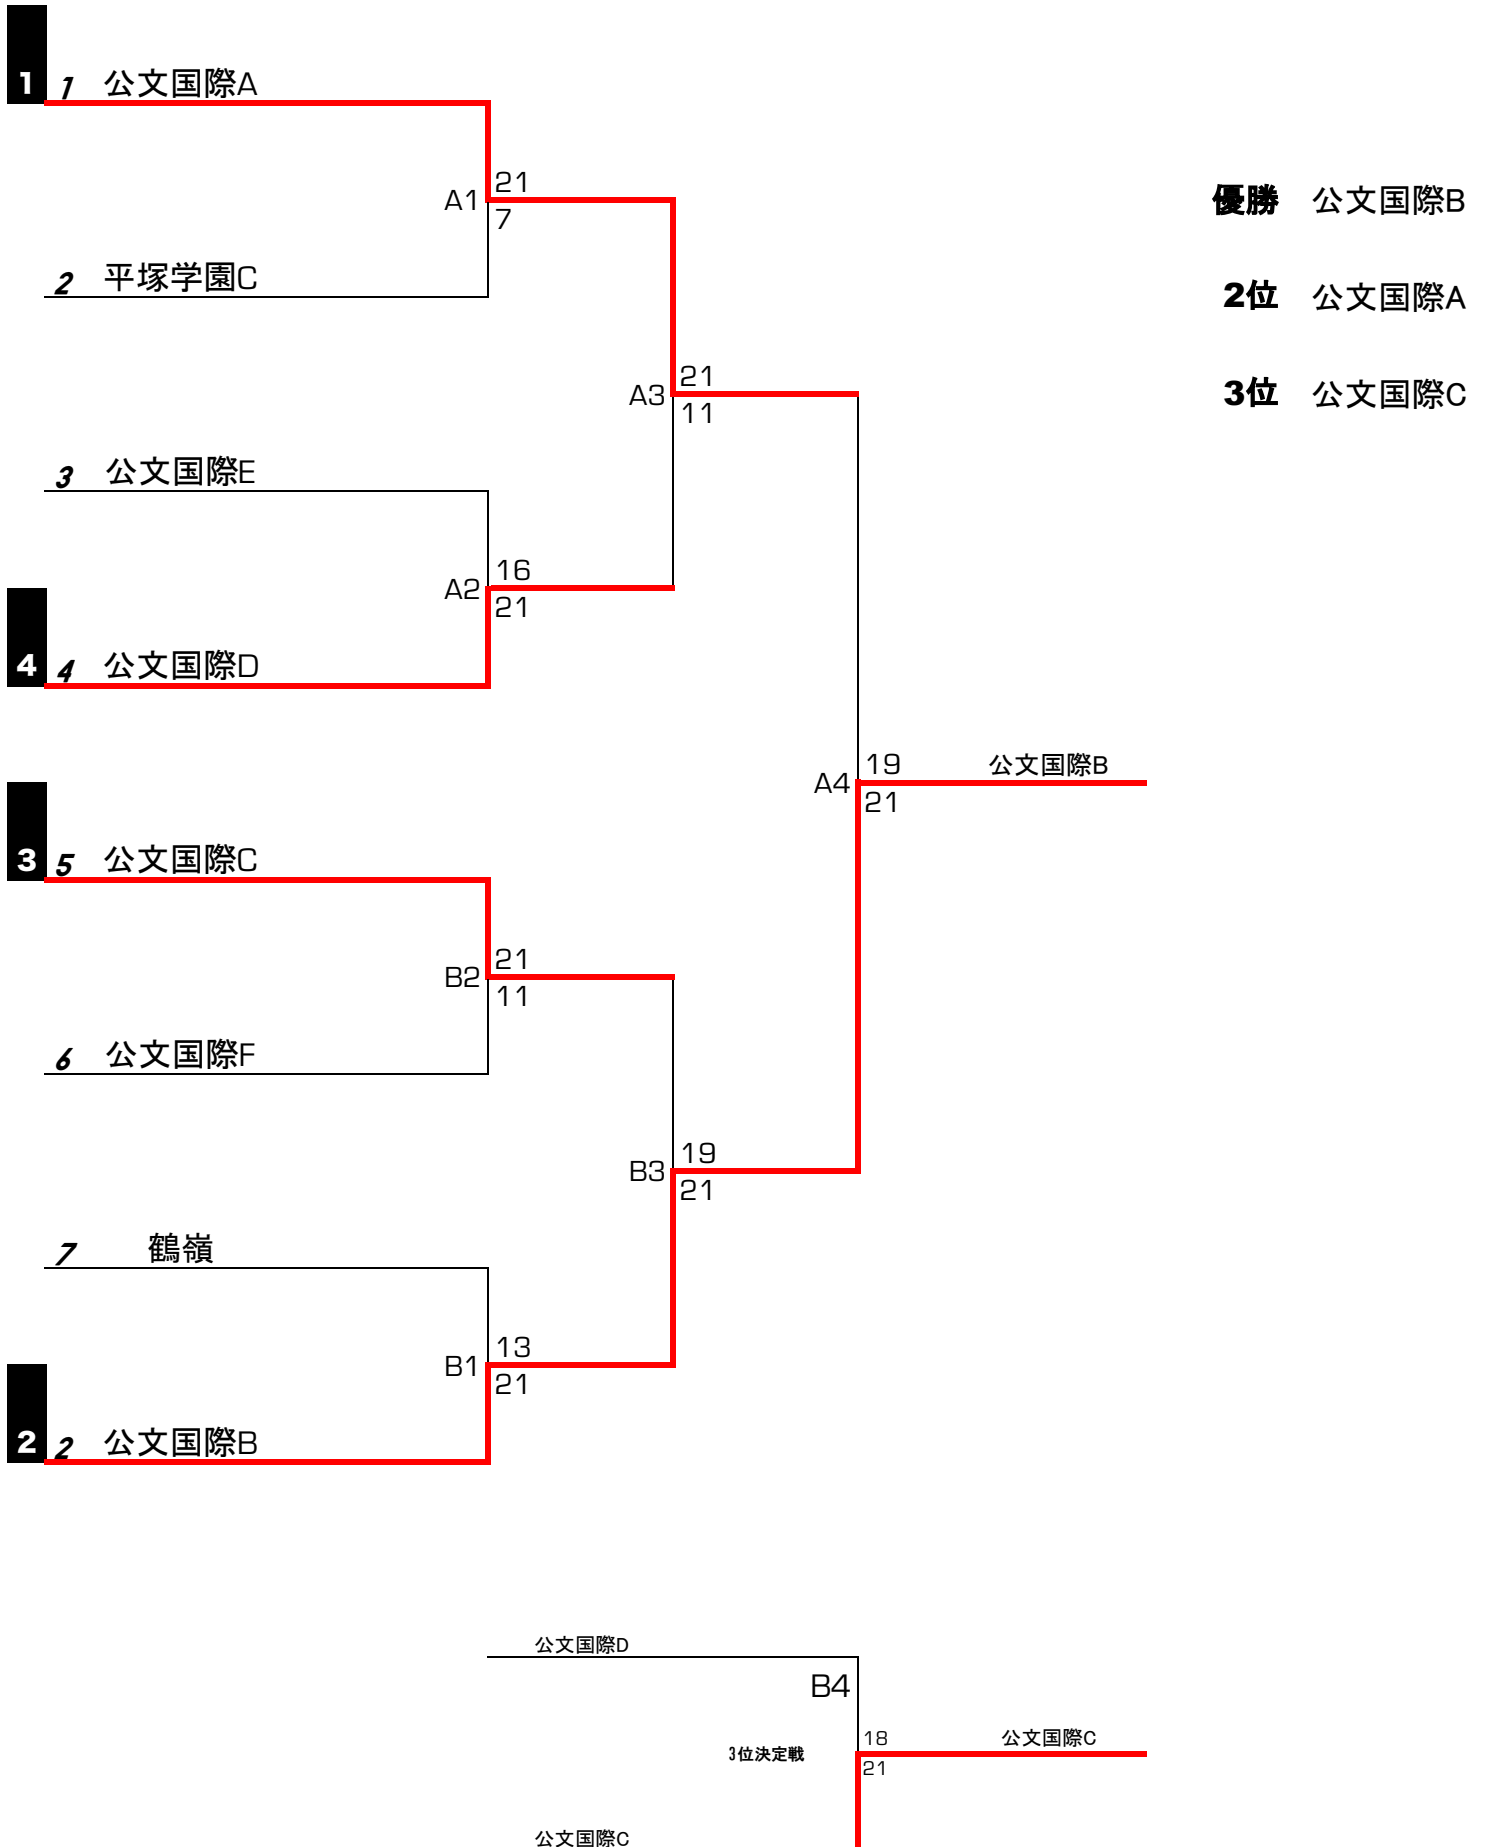 1 1 公文国際A
21
A1
7
優勝 公文国際B
2 平塚学園C
2位 公文国際A
21
A3
11
3位 公文国際C
3 公文国際E
16
A2
21
4 4 公文国際D
19 公文国際B
A4
21
3 5 公文国際C
21
B2
11
6 公文国際F
19
B3
21
7 鶴嶺
13
B1
21
2 2 公文国際B
公文国際D
B4
18 公文国際C
3位決定戦
21
公文国際C